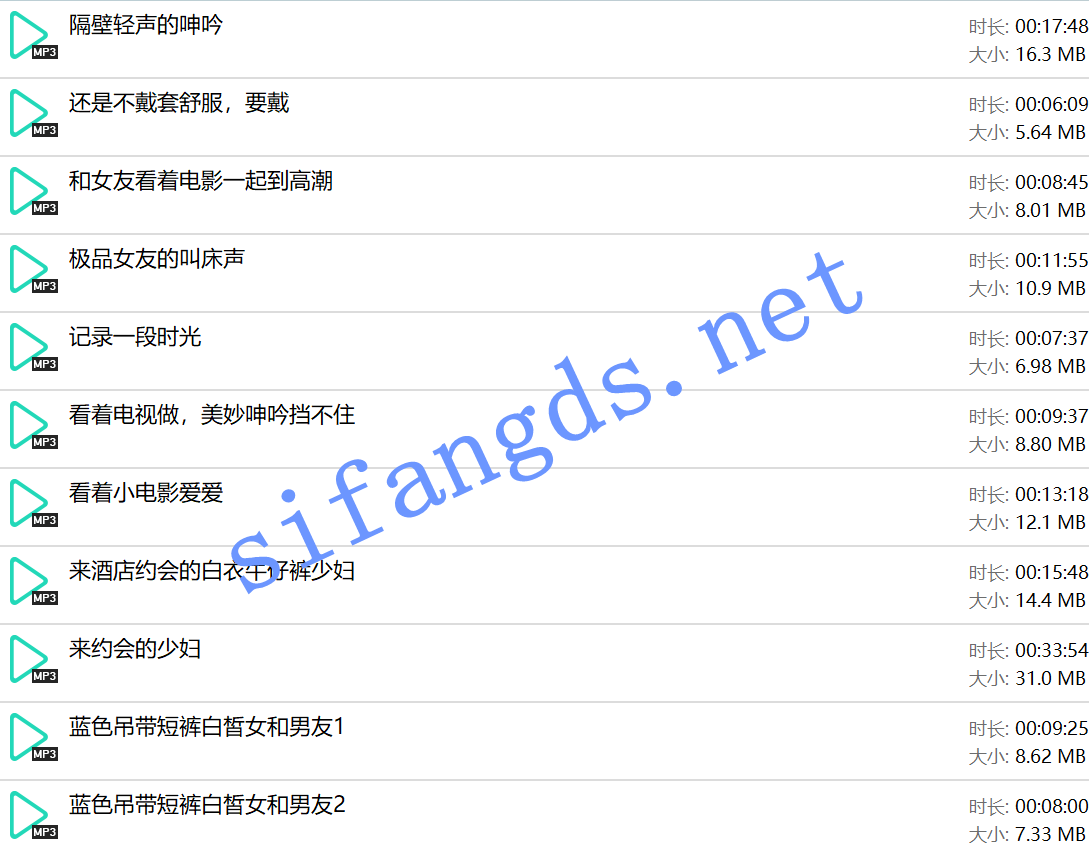 隔壁轻声的呻吟
时长: 00:17:48
MP3
大小: 16.3 MB
还是不戴套舒服，要戴
时长: 00:06:09
MP3
大小: 5.64 MB
和女友看着电影一起到高潮
时长: 00:08:45
MP3
大小: 8.01 MB
极品女友的叫床声
时长: 00:11:55
MP3
大小: 10.9 MB
记录一段时光
时长: 00:07:37
MP3
大小: 6.98 MB
看着电视做，美妙呻吟挡不住
时长: 00:09:37
MP3
大小: 8.80 MB
看着小电影爱爱
时长: 00:13:18
MP3
大小: 12.1 MB
来酒店约会的白衣牛仔裤少妇
时长: 00:15:48
MP3
大小: 14.4 MB
来约会的少妇
时长: 00:33:54
MP3
大小: 31.0 MB
蓝色吊带短裤白皙女和男友1
时长: 00:09:25
MP3
大小: 8.62 MB
蓝色吊带短裤白皙女和男友2
时长: 00:08:00
MP3
大小: 7.33 MB
sifangds.net